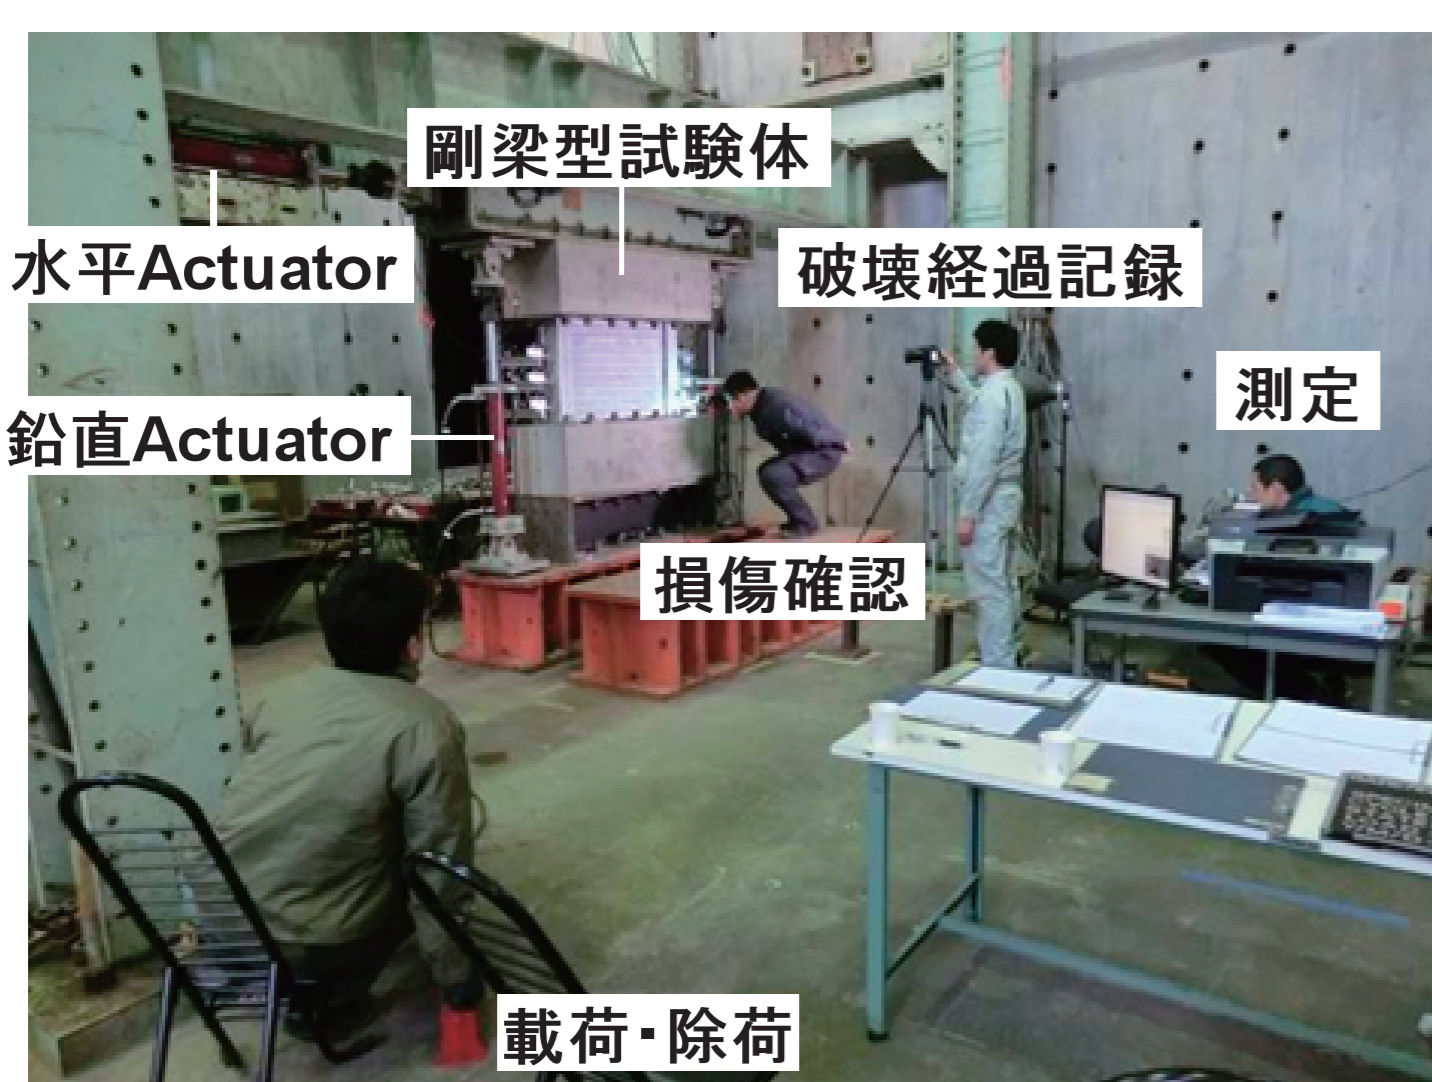 剛梁型試験体
水平Actuator
破壊経過記録
測定
鉛直Actuator
損傷確認
載荷・除荷